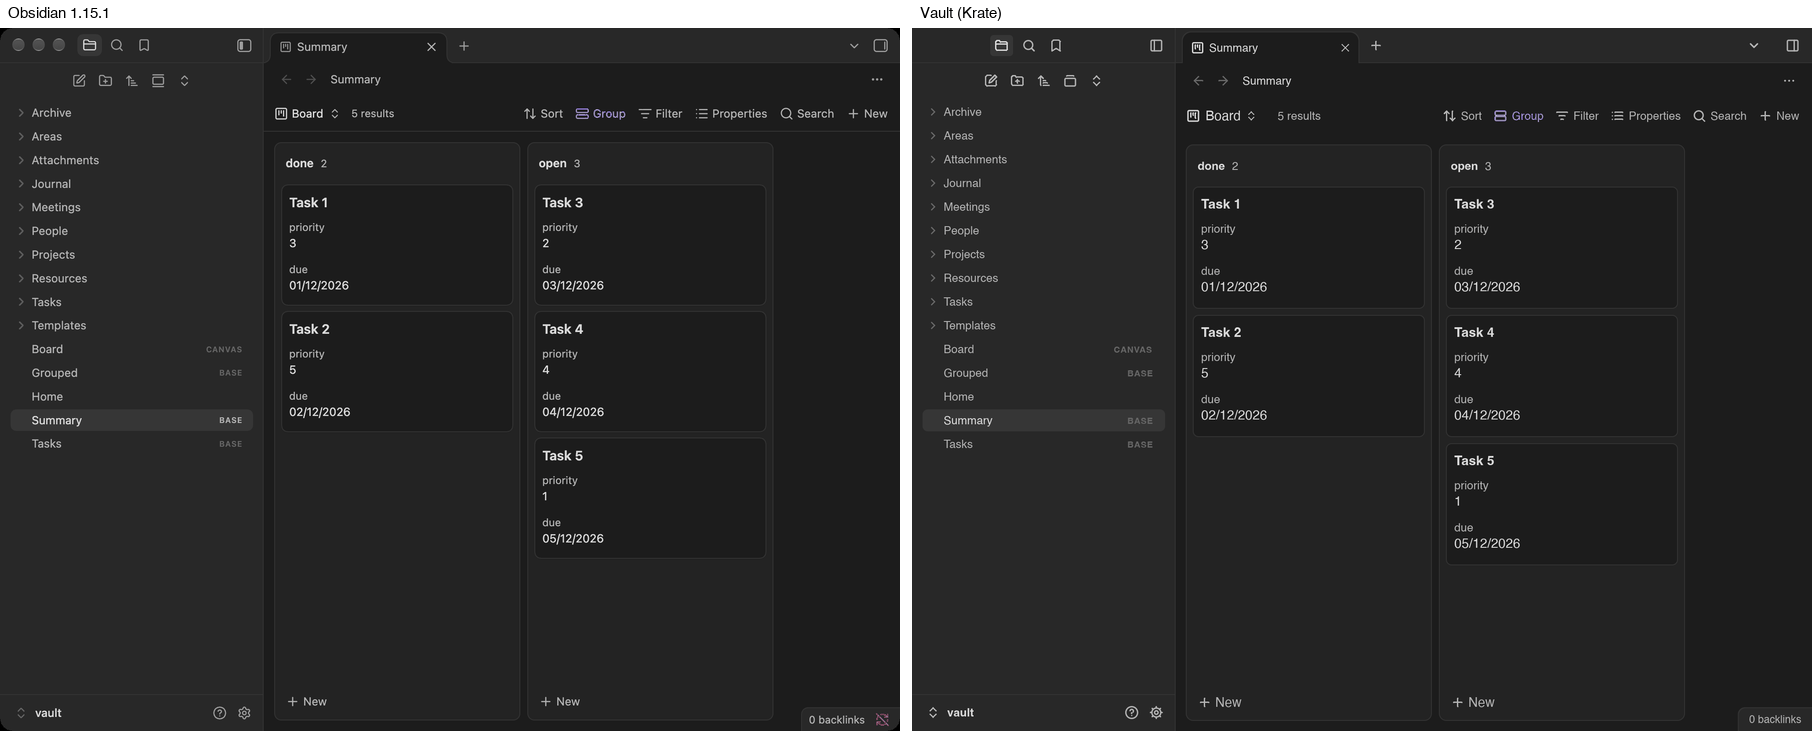 Obsidian 1.15.1
Summary
Summary
Board 5 results Sort Group Filter Properties Search New
Archive
Areas
Attachments
Journal
Meetings
People
Projects
Resources
Tasks
Templates
Board CANVAS
Grouped BASE
Home
Summary BASE
Tasks BASE
done 2
Task 1
priority
3
due
01/12/2026
Task 2
priority
5
due
02/12/2026
New
open 3
Task 3
priority
2
due
03/12/2026
Task 4
priority
4
due
04/12/2026
Task 5
priority
1
due
05/12/2026
New
vault
0 backlinks
Vault (Krate)
Summary
Summary
Board 5 results Sort Group Filter Properties Search New
Archive
Areas
Attachments
Journal
Meetings
People
Projects
Resources
Tasks
Templates
Board CANVAS
Grouped BASE
Home
Summary BASE
Tasks BASE
done 2
Task 1
priority
3
due
01/12/2026
Task 2
priority
5
due
02/12/2026
New
open 3
Task 3
priority
2
due
03/12/2026
Task 4
priority
4
due
04/12/2026
Task 5
priority
1
due
05/12/2026
New
vault
0 backlinks